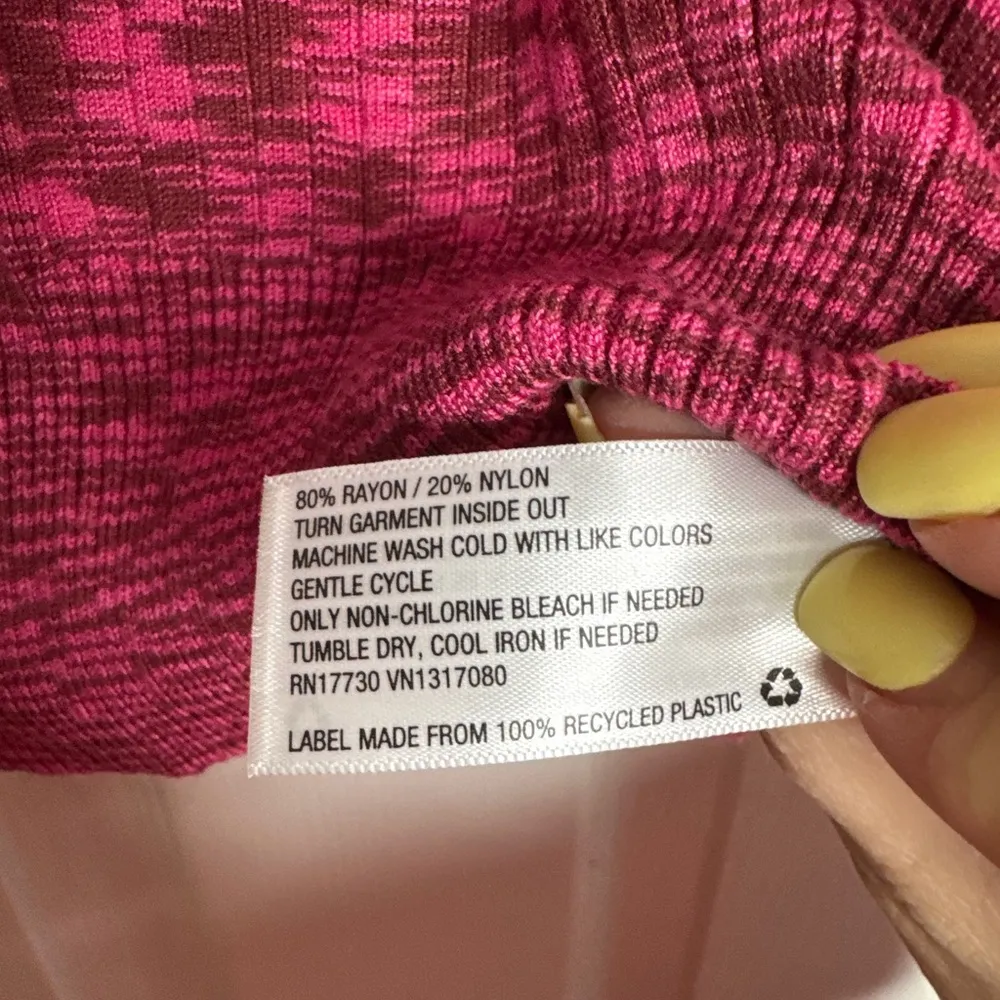 80% RAYON / 20% NYLON
TURN GARMENT INSIDE OUT
MACHINE WASH COLD WITH LIKE COLORS
GENTLE CYCLE
ONLY NON-CHLORINE BLEACH IF NEEDED
TUMBLE DRY, COOL IRON IF NEEDED
RN17730 VN1317080
LABEL MADE FROM 100% RECYCLED PLASTIC